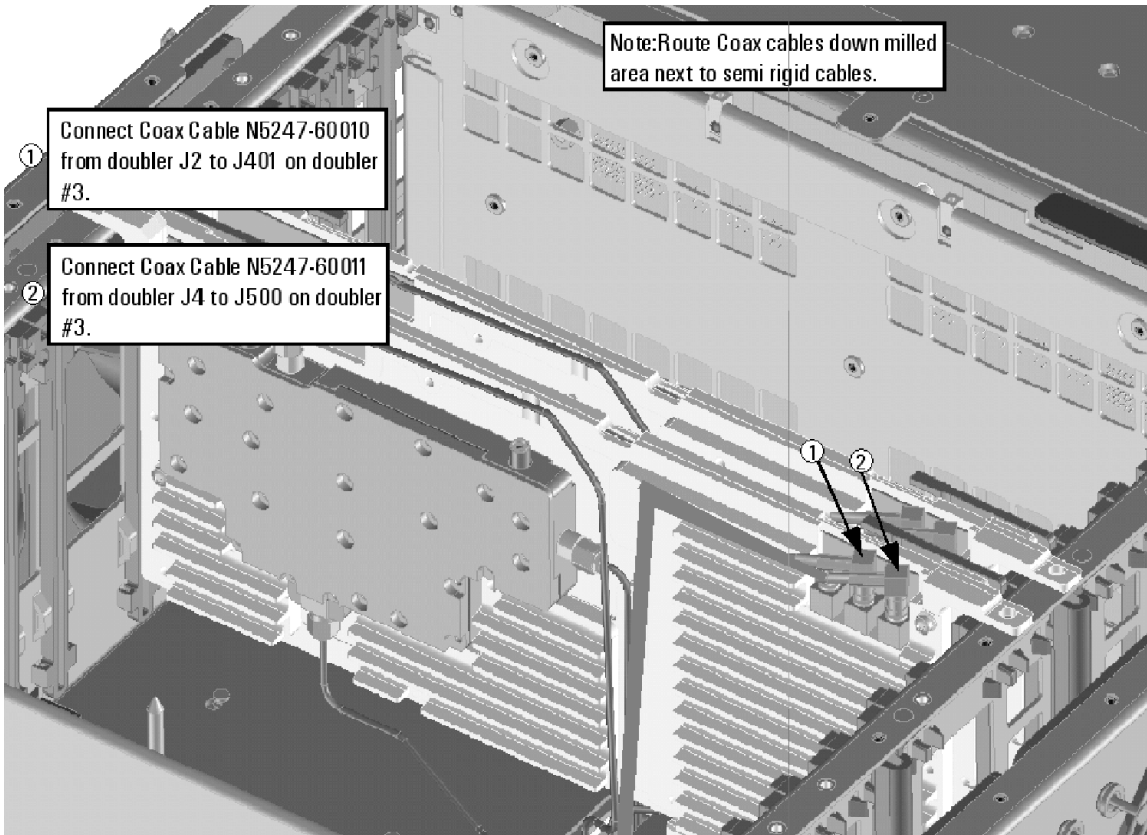 Note:Route Coax cables down milled
area next to semi rigid cables.
1
Connect Coax Cable N5247-60010
from doubler J2 to J401 on doubler
#3.
2
Connect Coax Cable N5247-60011
from doubler J4 to J500 on doubler
#3.
1
2